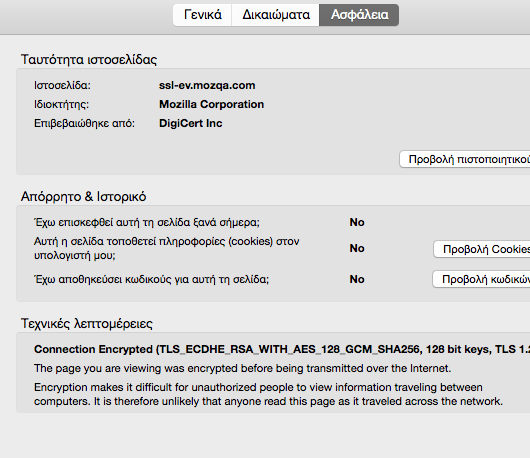 Γενικά Δικαιώματα Ασφάλεια
Ταυτότητα ιστοσελίδας
Ιστοσελίδα: ssl-ev.mozqa.com
Ιδιοκτήτης: Mozilla Corporation
Επιβεβαιώθηκε από: DigiCert Inc
Προβολή πιστοποιητικού
Απόρρητο & Ιστορικό
Έχω επισκεφθεί αυτή τη σελίδα ξανά σήμερα; No
Αυτή η σελίδα τοποθετεί πληροφορίες (cookies) στον
υπολογιστή μου; No Προβολή Cookies
Έχω αποθηκεύσει κωδικούς για αυτή τη σελίδα; No Προβολή κωδικών
Τεχνικές λεπτομέρειες
Connection Encrypted (TLS_ECDHE_RSA_WITH_AES_128_GCM_SHA256, 128 bit keys, TLS 1.2
The page you are viewing was encrypted before being transmitted over the Internet.
Encryption makes it difficult for unauthorized people to view information traveling between
computers. It is therefore unlikely that anyone read this page as it traveled across the network.